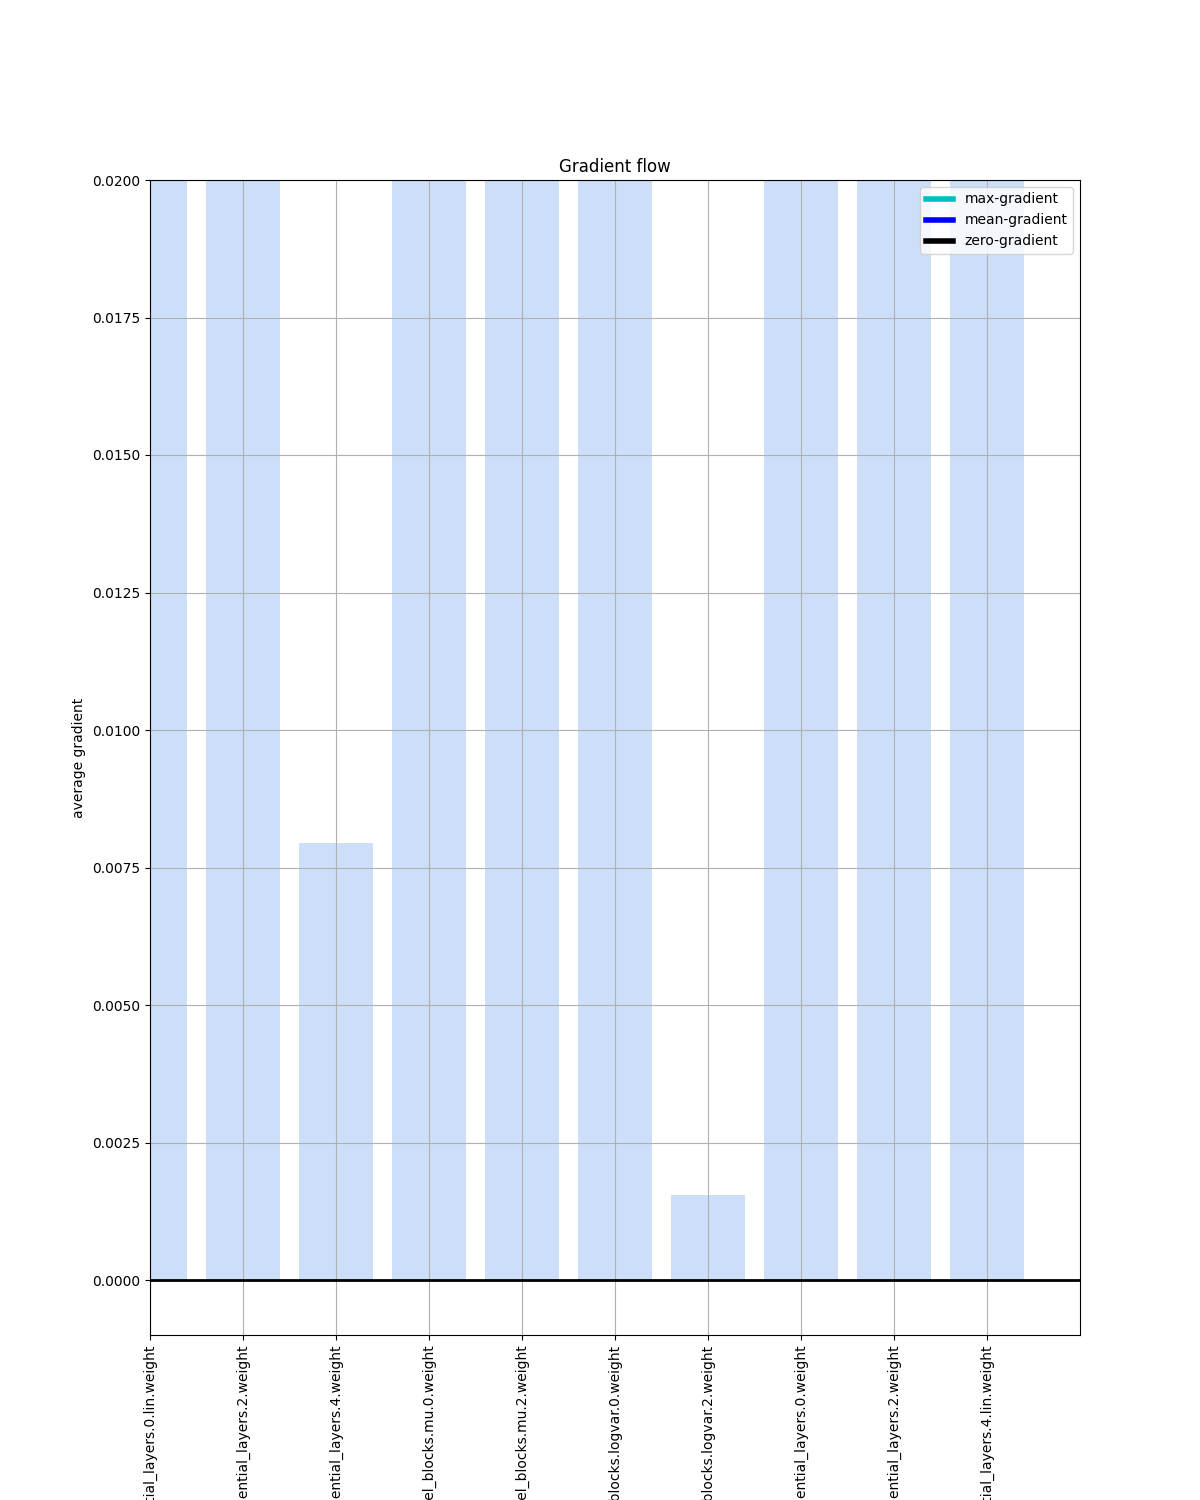 Gradient flow
max-gradient
mean-gradient
zero-gradient
0.0200
0.0175
0.0150
0.0125
0.0100
0.0075
0.0050
0.0025
0.0000
average gradient
tial_layers.0.lin.weight
ential_layers.2.weight
ential_layers.4.weight
el_blocks.mu.0.weight
el_blocks.mu.2.weight
blocks.logvar.0.weight
blocks.logvar.2.weight
ential_layers.0.weight
ential_layers.2.weight
tial_layers.4.lin.weight